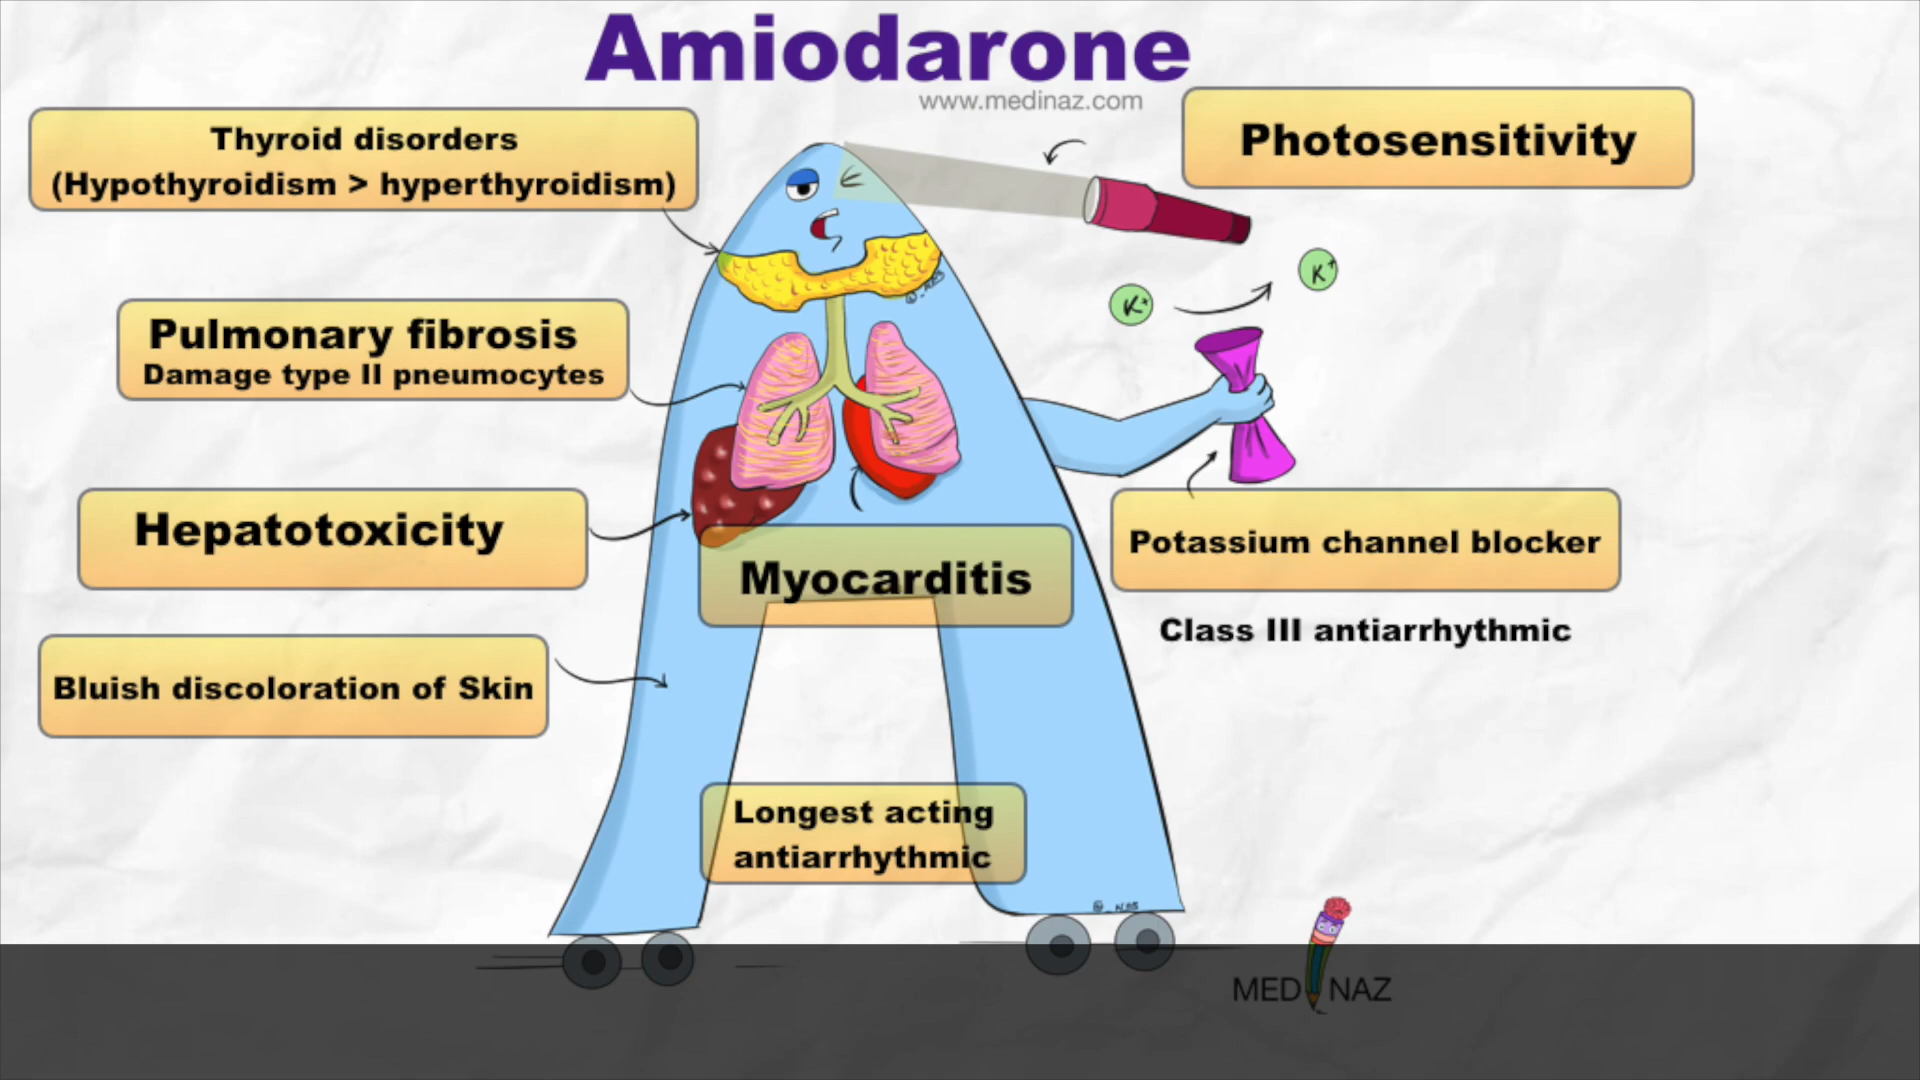 Amiodarone
www.medinaz.com
Thyroid disorders
(Hypothyroidism > hyperthyroidism)
Photosensitivity
K+
K+
Pulmonary fibrosis
Damage type II pneumocytes
Hepatotoxicity
Myocarditis
Potassium channel blocker
Class III antiarrhythmic
Bluish discoloration of Skin
Longest acting
antiarrhythmic
MED NAZ